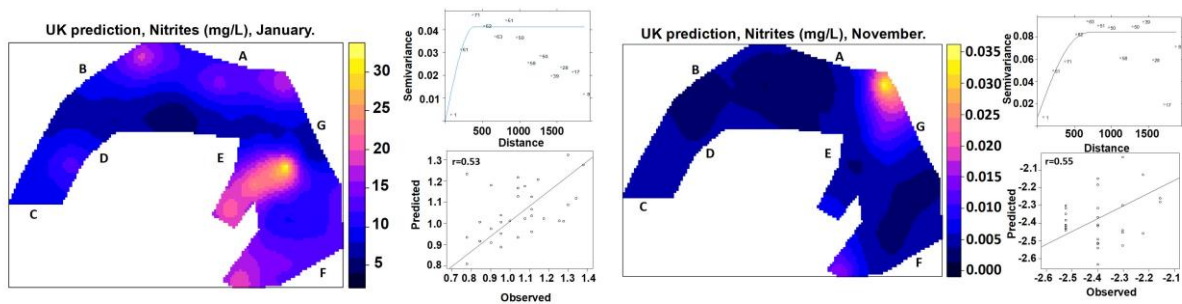 UK prediction, Nitrites (mg/L), January.
A
B
G
D
E
C
F
30
25
20
15
10
5
Semivariance
0.04
0.03
0.02
0.01
500
1000
1500
Distance
r=0.53
Predicted
1.3
1.2
1.1
1.0
0.9
0.8
0.7 0.8 0.9 1.0 1.1 1.2 1.3 1.4
Observed
UK prediction, Nitrites (mg/L), November.
A
B
G
D
E
C
F
0.035
0.030
0.025
0.020
0.015
0.010
0.005
0.000
Semivariance
0.08
0.06
0.04
0.02
500
1000
1500
Distance
r=0.55
Predicted
-2.1
-2.2
-2.3
-2.4
-2.5
-2.6
-2.6 -2.5 -2.4 -2.3 -2.2 -2.1
Observed